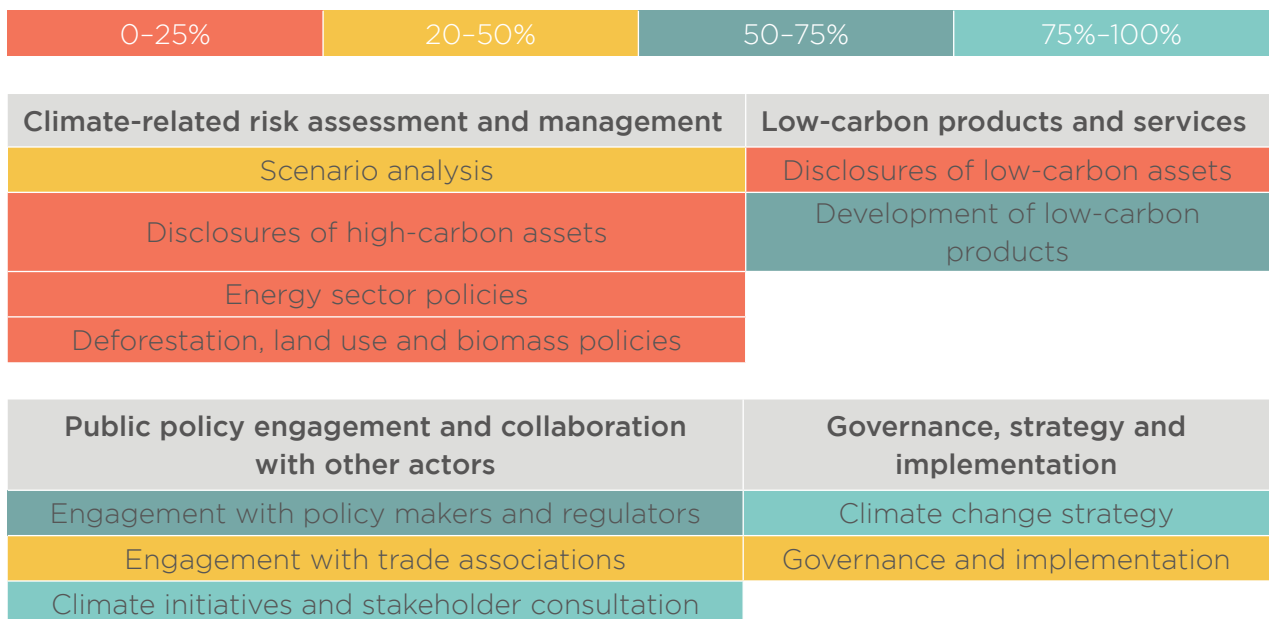 0–25% 20–50% 50–75% 75%–100%
Climate-related risk assessment and management Low-carbon products and services
Scenario analysis Disclosures of low-carbon assets
Disclosures of high-carbon assets Development of low-carbon
products
Energy sector policies
Deforestation, land use and biomass policies
Public policy engagement and collaboration
with other actors
Governance, strategy and
implementation
Engagement with policy makers and regulators Climate change strategy
Engagement with trade associations Governance and implementation
Climate initiatives and stakeholder consultation